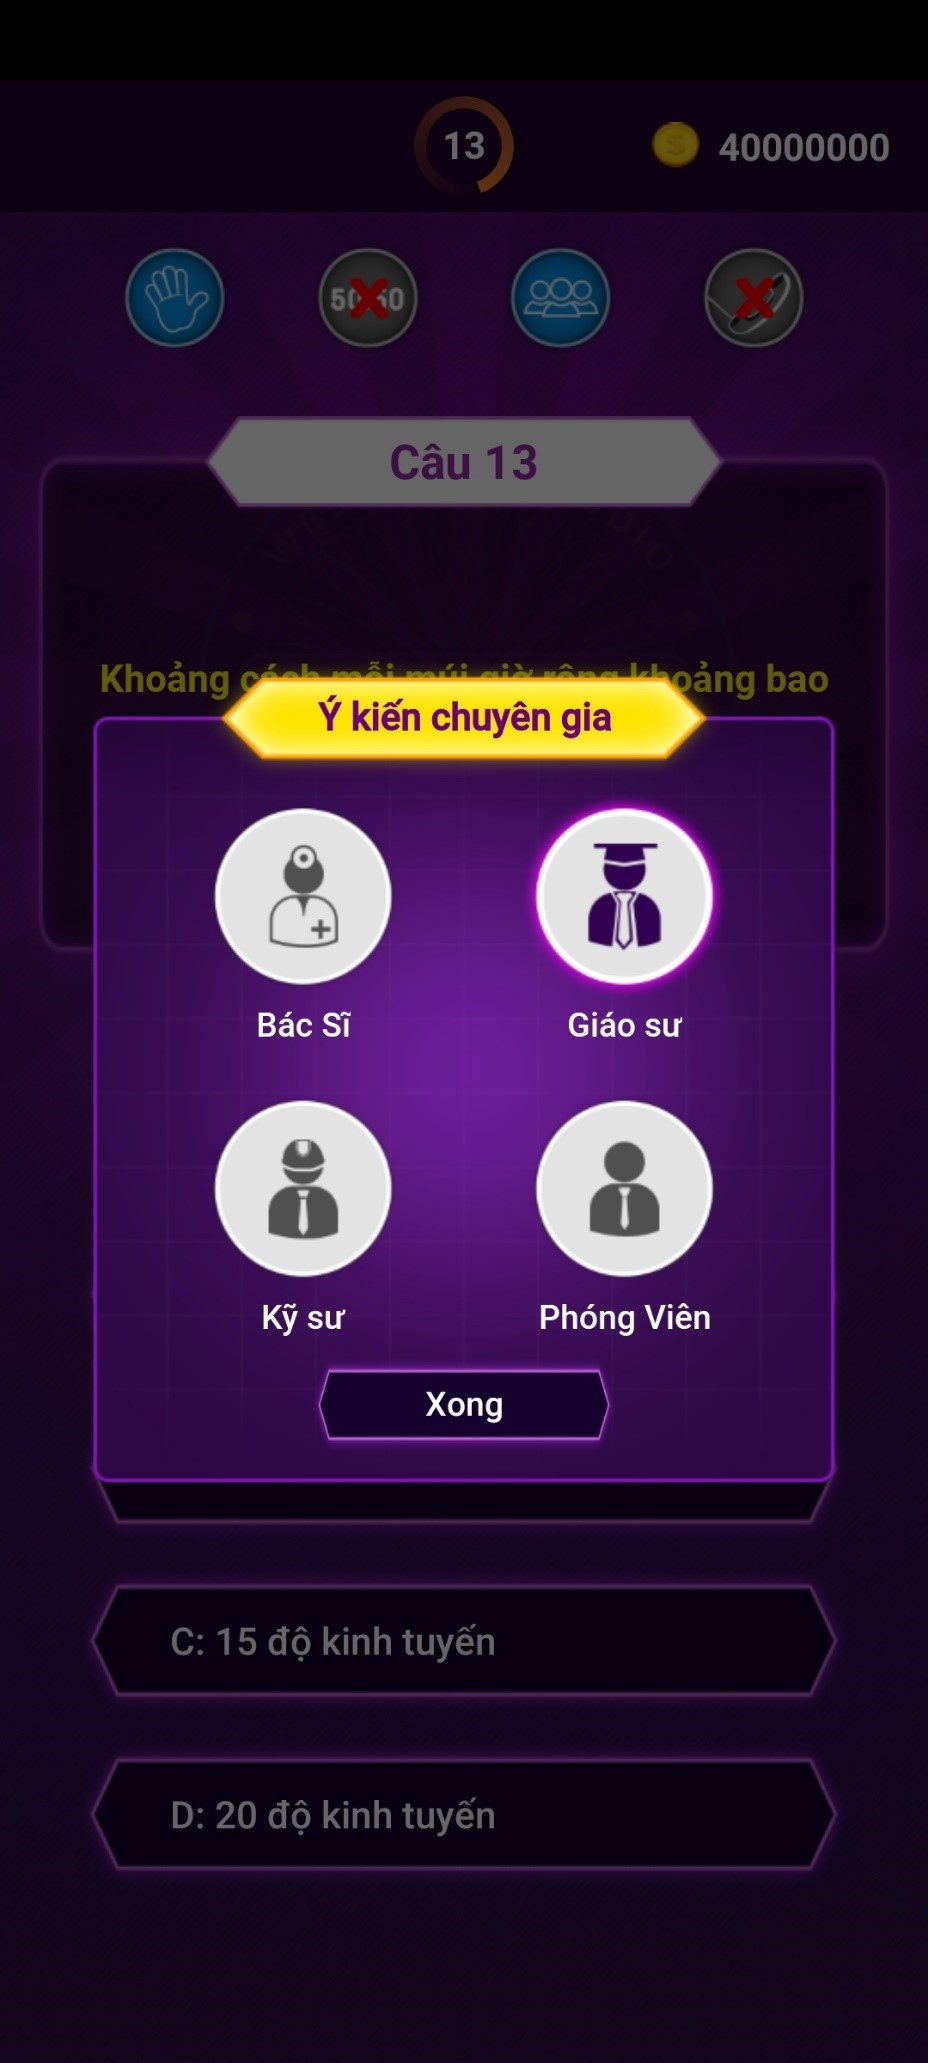 13
40000000
50:50
Câu 13
Khoảng cách mỗi múi giờ rộng khoảng bao
Ý kiến chuyên gia
Bác Sĩ
Giáo sư
Kỹ sư
Phóng Viên
Xong
C: 15 độ kinh tuyến
D: 20 độ kinh tuyến